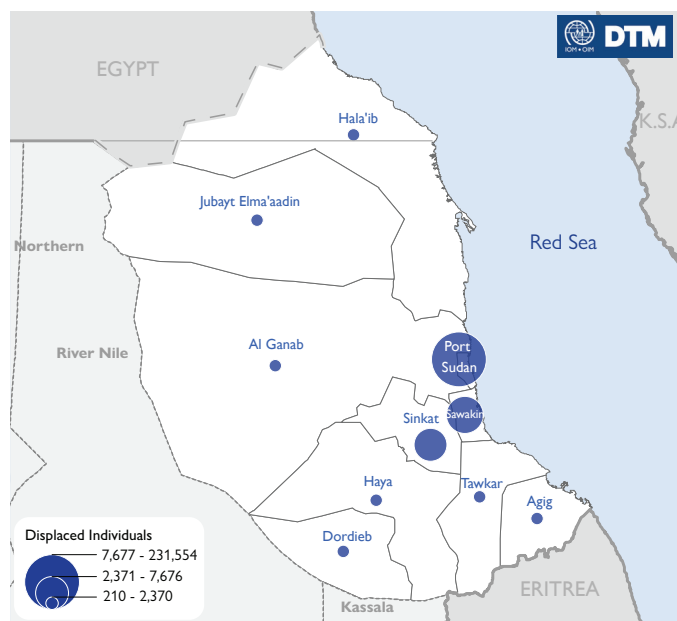 EGYPT
IOM • OIM
DTM
Hala'ib
K.S.A
Jubayt Elma'aadin
Northern
Red Sea
Al Ganab
Port
Sudan
River Nile
Sinkat
Sawakin
Haya
Tawkar
Agig
Dordieb
Displaced Individuals
7,677 - 231,554
2,371 - 7,676
210 - 2,370
ERITREA
Kassala